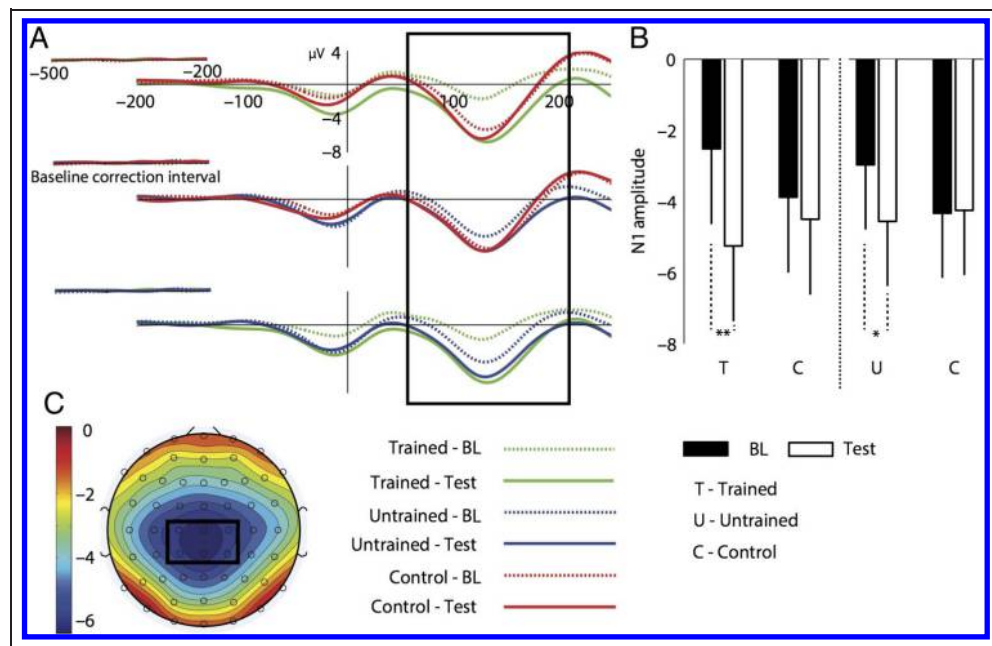 A
μV 4
-500
-200
-200
-100
100
200
-4
-8
Baseline correction interval
B
0
-2
-4
-6
-8
N1 amplitude
**
*
T
C
U
C
C
0
-2
-4
-6
Trained - BL
Trained - Test
Untrained - BL
Untrained - Test
Control - BL
Control - Test
BL
Test
T - Trained
U - Untrained
C - Control